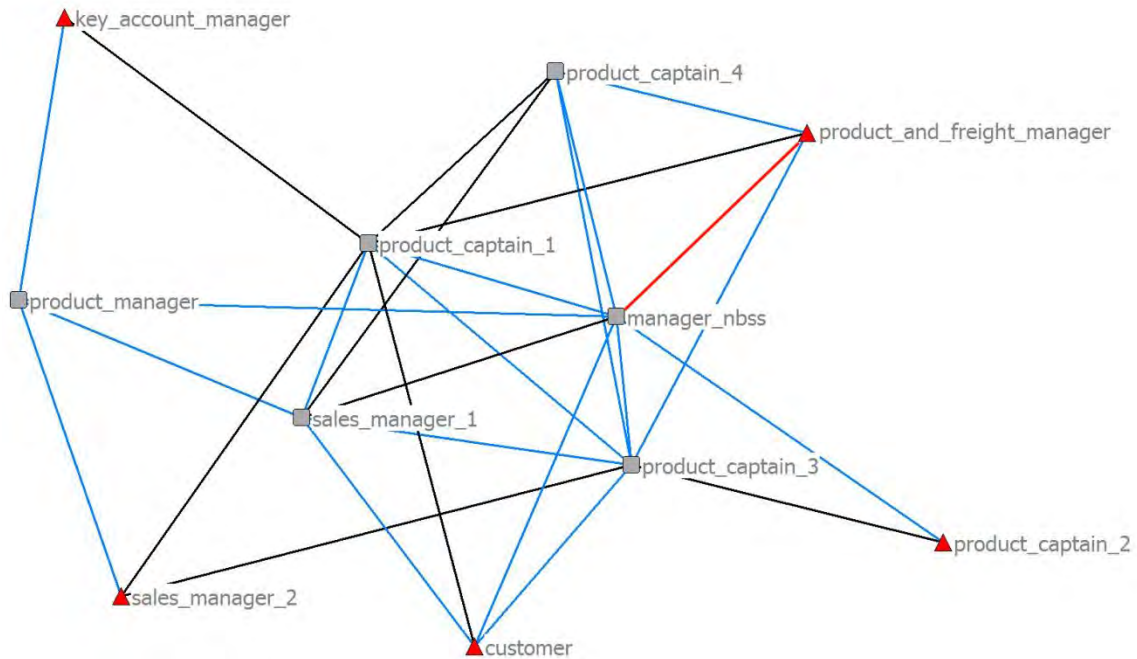 key_account_manager
product_captain_4
product_and_freight_manager
product_captain_1
product_manager
manager_nbss
sales_manager_1
product_captain_3
product_captain_2
sales_manager_2
customer